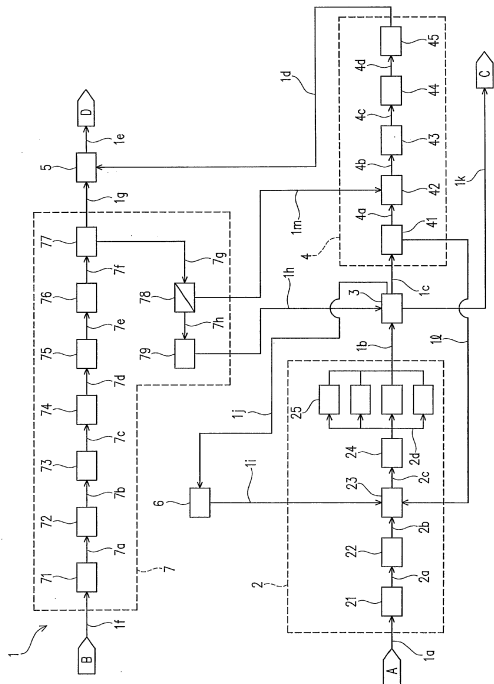 1
B
1f
71
7a
72
7b
73
7c
74
7d
75
7e
76
7f
77
1g
5
1e
D
7
79
7h
78
7g
1m
1h
1d
6
1j
1i
4
41
4a
42
4b
43
4c
44
4d
45
3
1c
1b
1ℓ
1k
C
2
25
2d
A
1a
21
2a
22
2b
23
2c
24